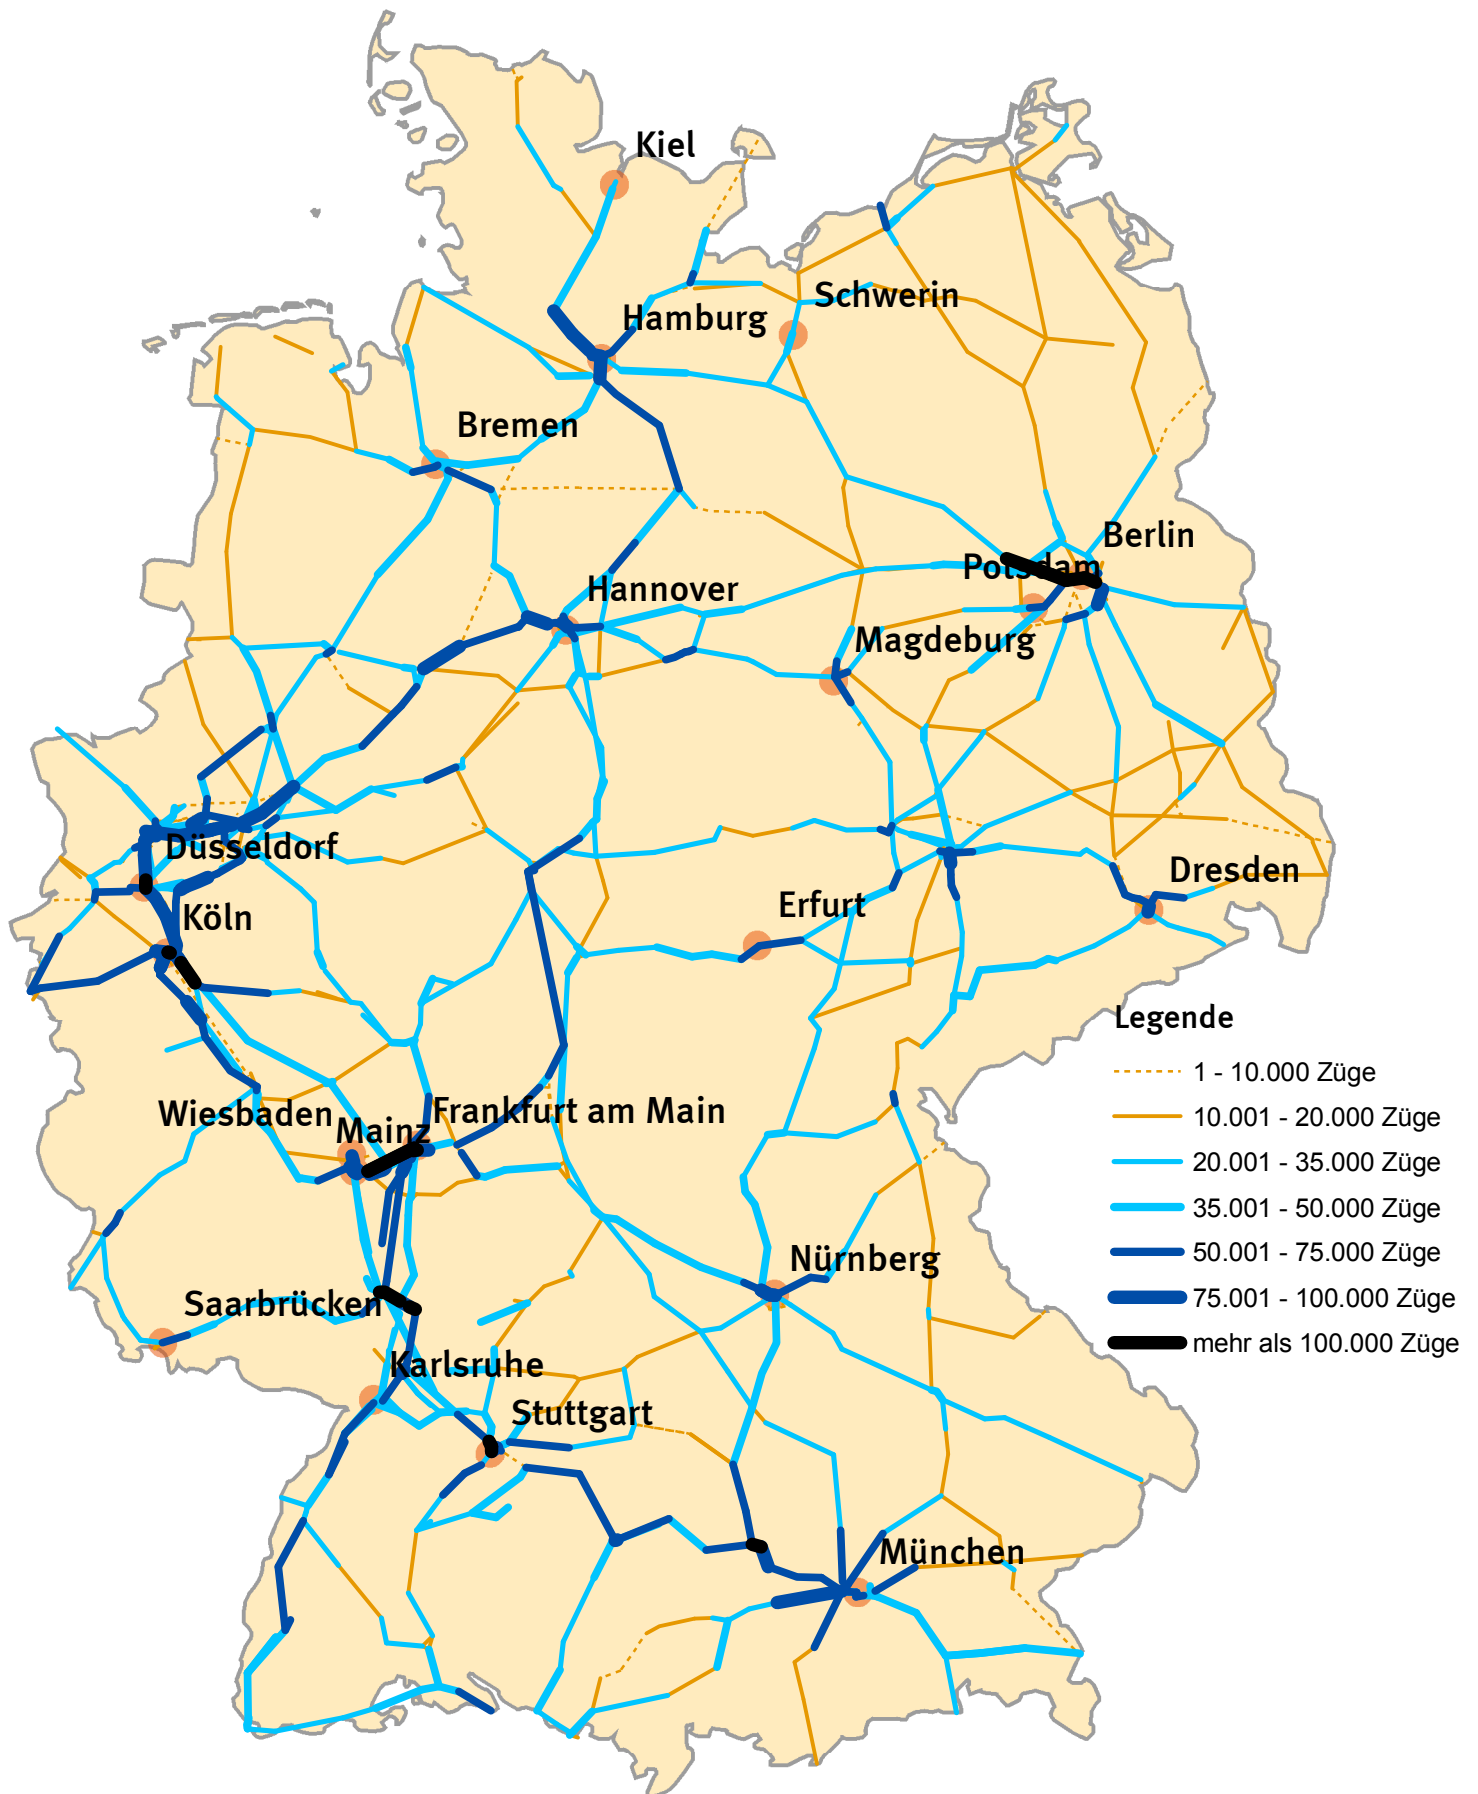 Kiel
Schwerin
Hamburg
Bremen
Berlin
Potsdam
Hannover
Magdeburg
Düsseldorf
Dresden
Erfurt
Köln
Legende
1 - 10.000 Züge
10.001 - 20.000 Züge
20.001 - 35.000 Züge
35.001 - 50.000 Züge
50.001 - 75.000 Züge
75.001 - 100.000 Züge
mehr als 100.000 Züge
Wiesbaden
Frankfurt am Main
Mainz
Nürnberg
Saarbrücken
Karlsruhe
Stuttgart
München